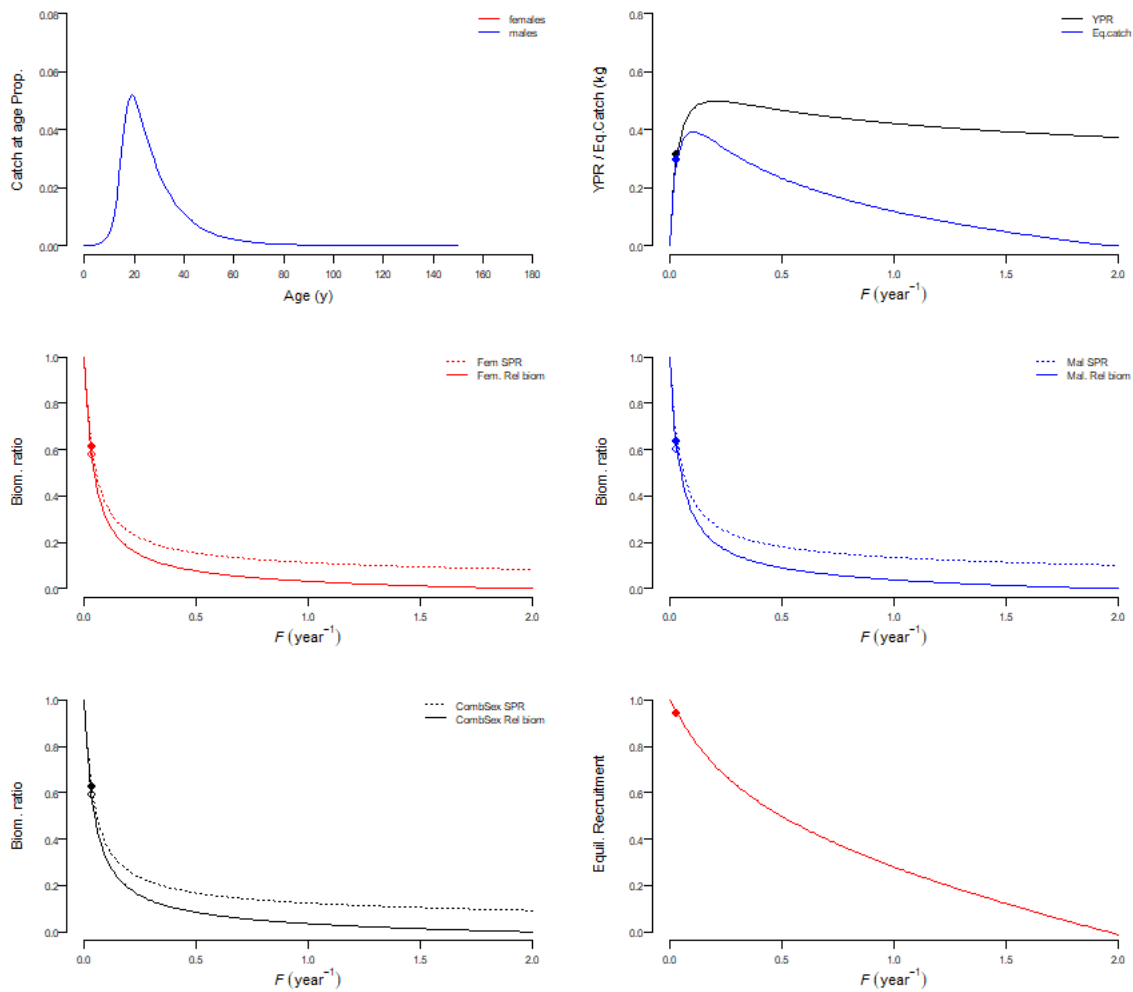 0.08
0.06
0.04
0.02
0.00
Catch at age Prop.
females
males
0 20 40 60 80 100 120 140 160 180
Age (y)
0.8
0.6
0.4
0.2
0.0
YPR / Eq.Catch (kg)
YPR
Eq.catch
0.0 0.5 1.0 1.5 2.0
F (year⁻¹)
1.0
0.8
0.6
0.4
0.2
0.0
Biom. ratio
Fem SPR
Fem. Rel biom
0.0 0.5 1.0 1.5 2.0
F (year⁻¹)
1.0
0.8
0.6
0.4
0.2
0.0
Biom. ratio
Mal SPR
Mal. Rel biom
0.0 0.5 1.0 1.5 2.0
F (year⁻¹)
1.0
0.8
0.6
0.4
0.2
0.0
Biom. ratio
CombSex SPR
CombSex Rel biom
0.0 0.5 1.0 1.5 2.0
F (year⁻¹)
1.0
0.8
0.6
0.4
0.2
0.0
Equil. Recruitment
0.0 0.5 1.0 1.5 2.0
F (year⁻¹)